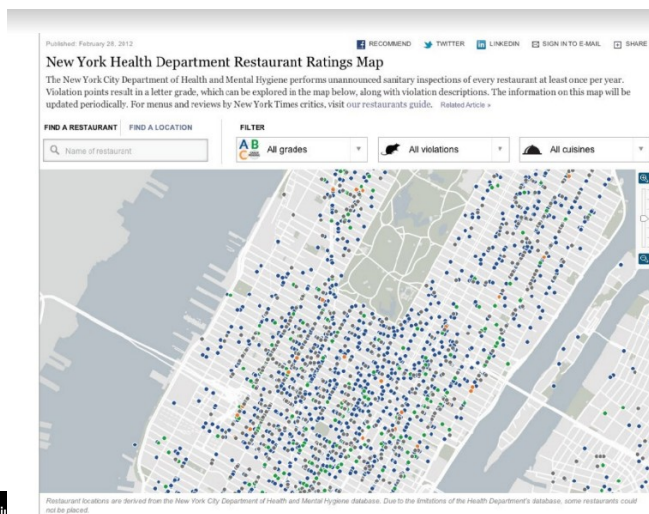 Published: February 28, 2012
RECOMMEND TWITTER LINKEDIN SIGN IN TO E-MAIL SHARE
New York Health Department Restaurant Ratings Map
The New York City Department of Health and Mental Hygiene performs unannounced sanitary inspections of every restaurant at least once per year.
Violation points result in a letter grade, which can be explored in the map below, along with violation descriptions. The information on this map will be
updated periodically. For menus and reviews by New York Times critics, visit our restaurants guide. Related Article »
FIND A RESTAURANT FIND A LOCATION FILTER
Name of restaurant
A B C All grades
All violations
All cuisines
Restaurant locations are derived from the New York City Department of Health and Mental Hygiene database. Due to the limitations of the Health Department's database, some restaurants could
not be placed.